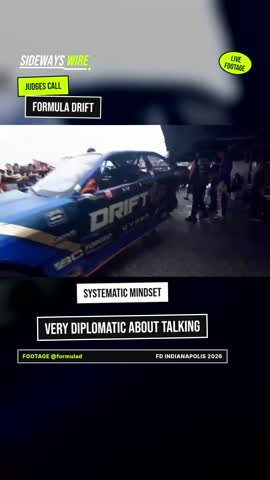 SIDEWAYS WIRE.
LIVE
FOOTAGE
JUDGES CALL
FORMULA DRIFT
DRIFT
FORGED
SYSTEMATIC MINDSET
VERY DIPLOMATIC ABOUT TALKING
FOOTAGE @formulad
FD INDIANAPOLIS 2026